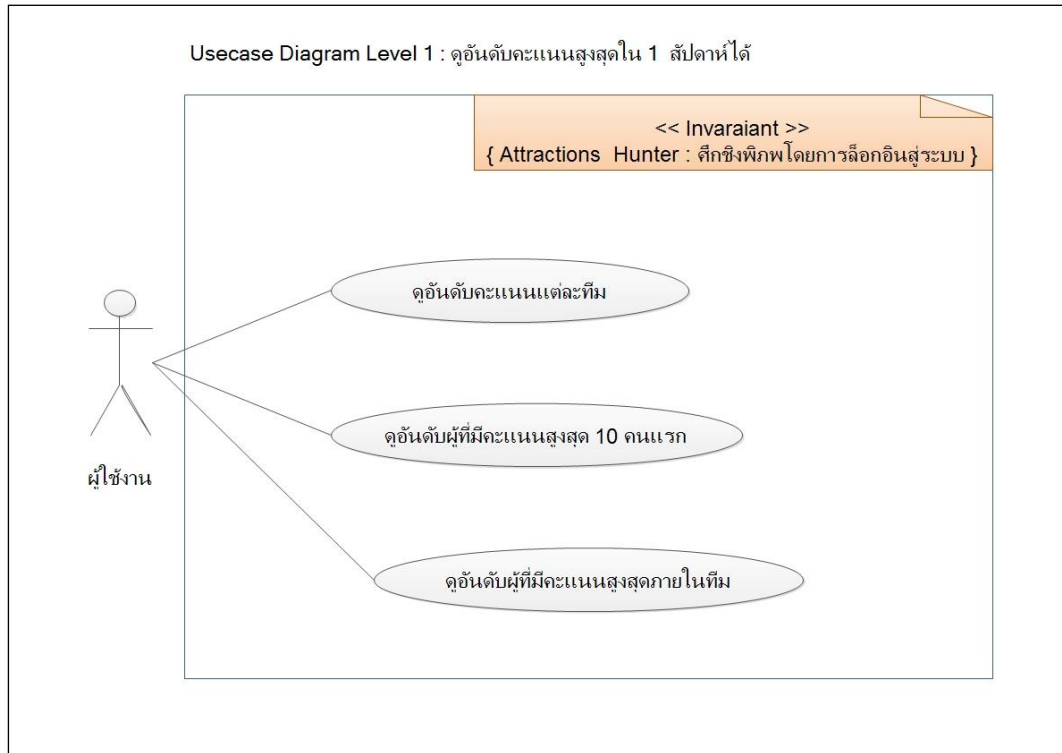 Usecase Diagram Level 1 : ดูอันดับคะแนนสูงสุดใน 1 สัปดาห์ได้
<< Invaraiant >>
{ Attractions Hunter : ศึกชิงพิภพโดยการล็อกอินสู่ระบบ }
ดูอันดับคะแนนแต่ละทีม
ดูอันดับผู้ที่มีคะแนนสูงสุด 10 คนแรก
ผู้ใช้งาน
ดูอันดับผู้ที่มีคะแนนสูงสุดภายในทีม